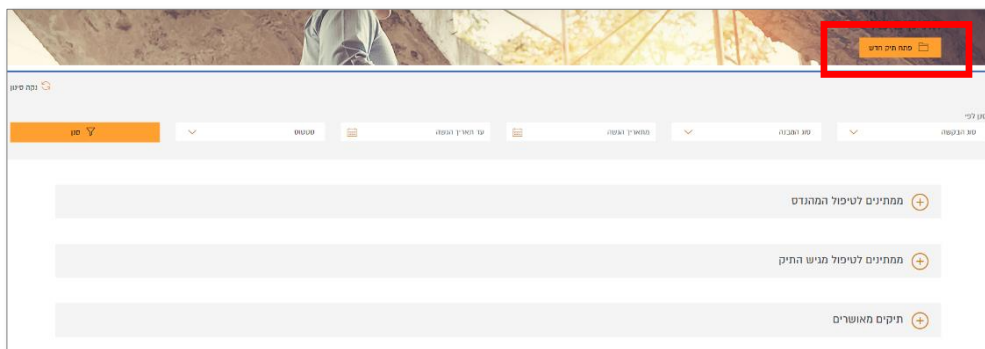 פתח תיק חדש
נקה סינון
סנן לפי
סוג הבקשה
סוג המבנה
מתאריך הגשה
עד תאריך הגשה
סטטוס
סנן
ממתינים לטיפול המהנדס
ממתינים לטיפול מגיש התיק
תיקים מאושרים